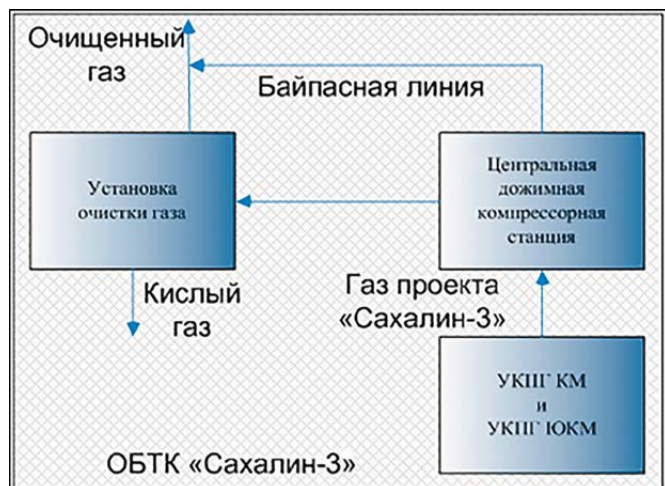 Очищенный
газ
Байпасная линия
Установка
очистки газа
Центральная
дожимная
компрессорная
станция
Кислый
газ
Газ проекта
«Сахалин-3»
УКПГ КМ
и
УКПГ ЮКМ
ОБТК «Сахалин-3»